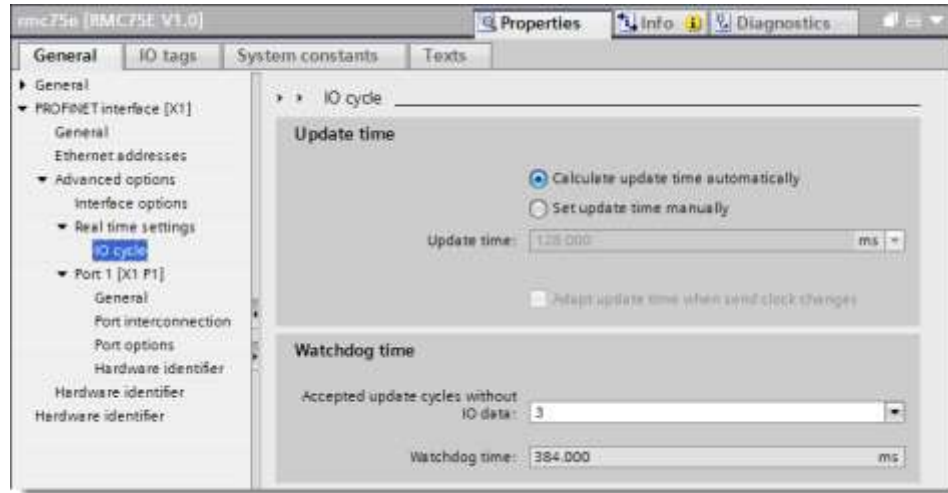 rmc75e [RMC75E V1.0]
Properties
Info
Diagnostics
General
IO tags
System constants
Texts
General
PROFINET interface [X1]
General
Ethernet addresses
Advanced options
Interface options
Real time settings
IO cycle
Port 1 [X1 P1]
General
Port interconnection
Port options
Hardware identifier
Hardware identifier
Hardware identifier
IO cycle
Update time
Calculate update time automatically
Set update time manually
Update time: 128.000 ms
Adapt update time when send clock changes
Watchdog time
Accepted update cycles without
IO data: 3
Watchdog time: 384.000 ms